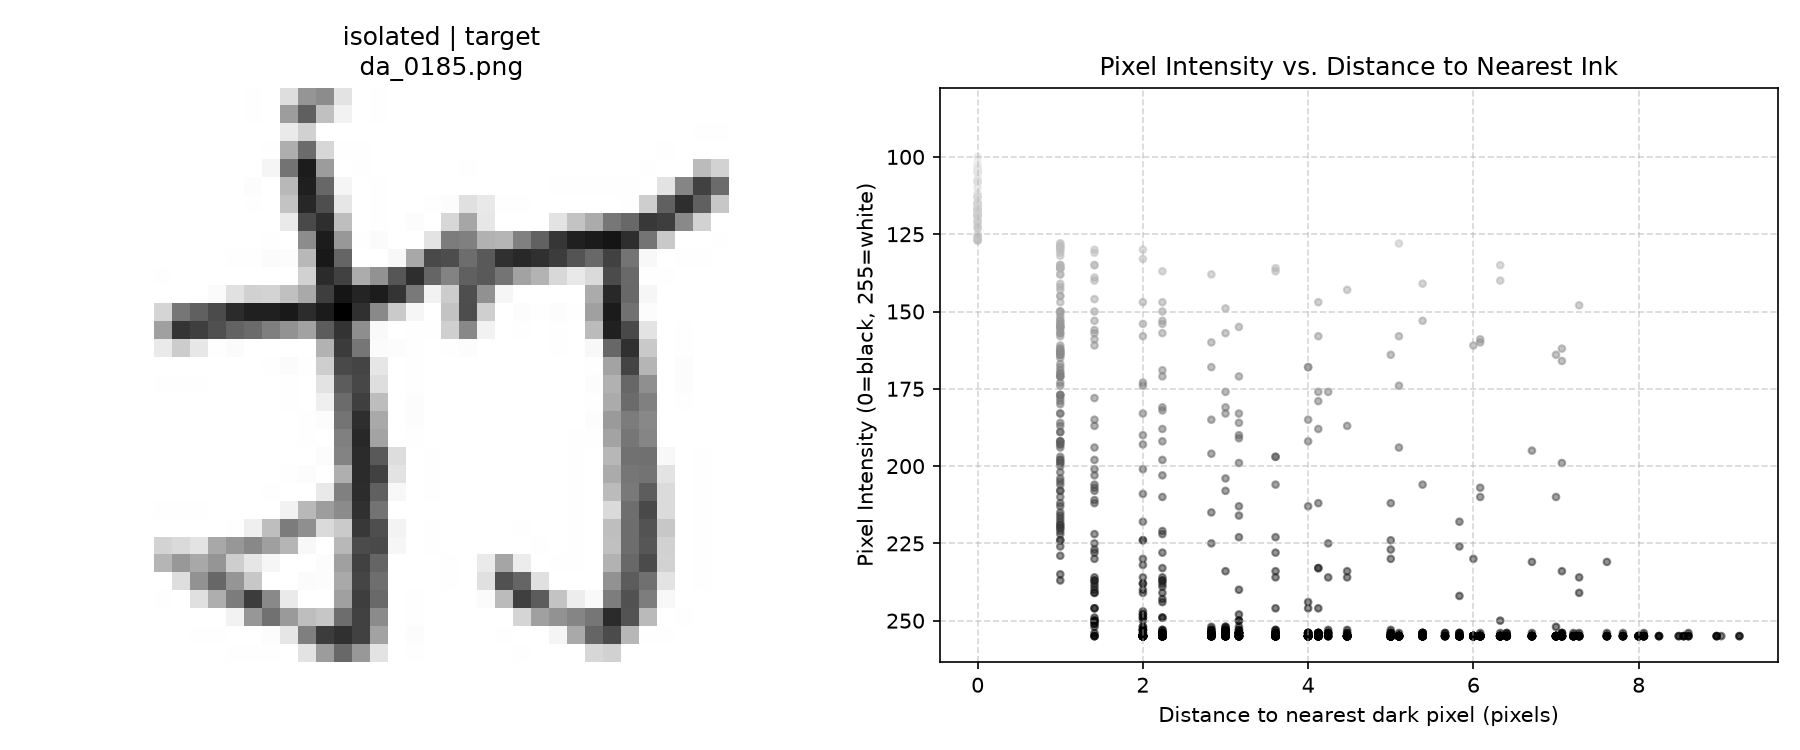 isolated | target
da_0185.png
Pixel Intensity vs. Distance to Nearest Ink
Pixel Intensity (0=black, 255=white)
100
125
150
175
200
225
250
0 2 4 6 8
Distance to nearest dark pixel (pixels)